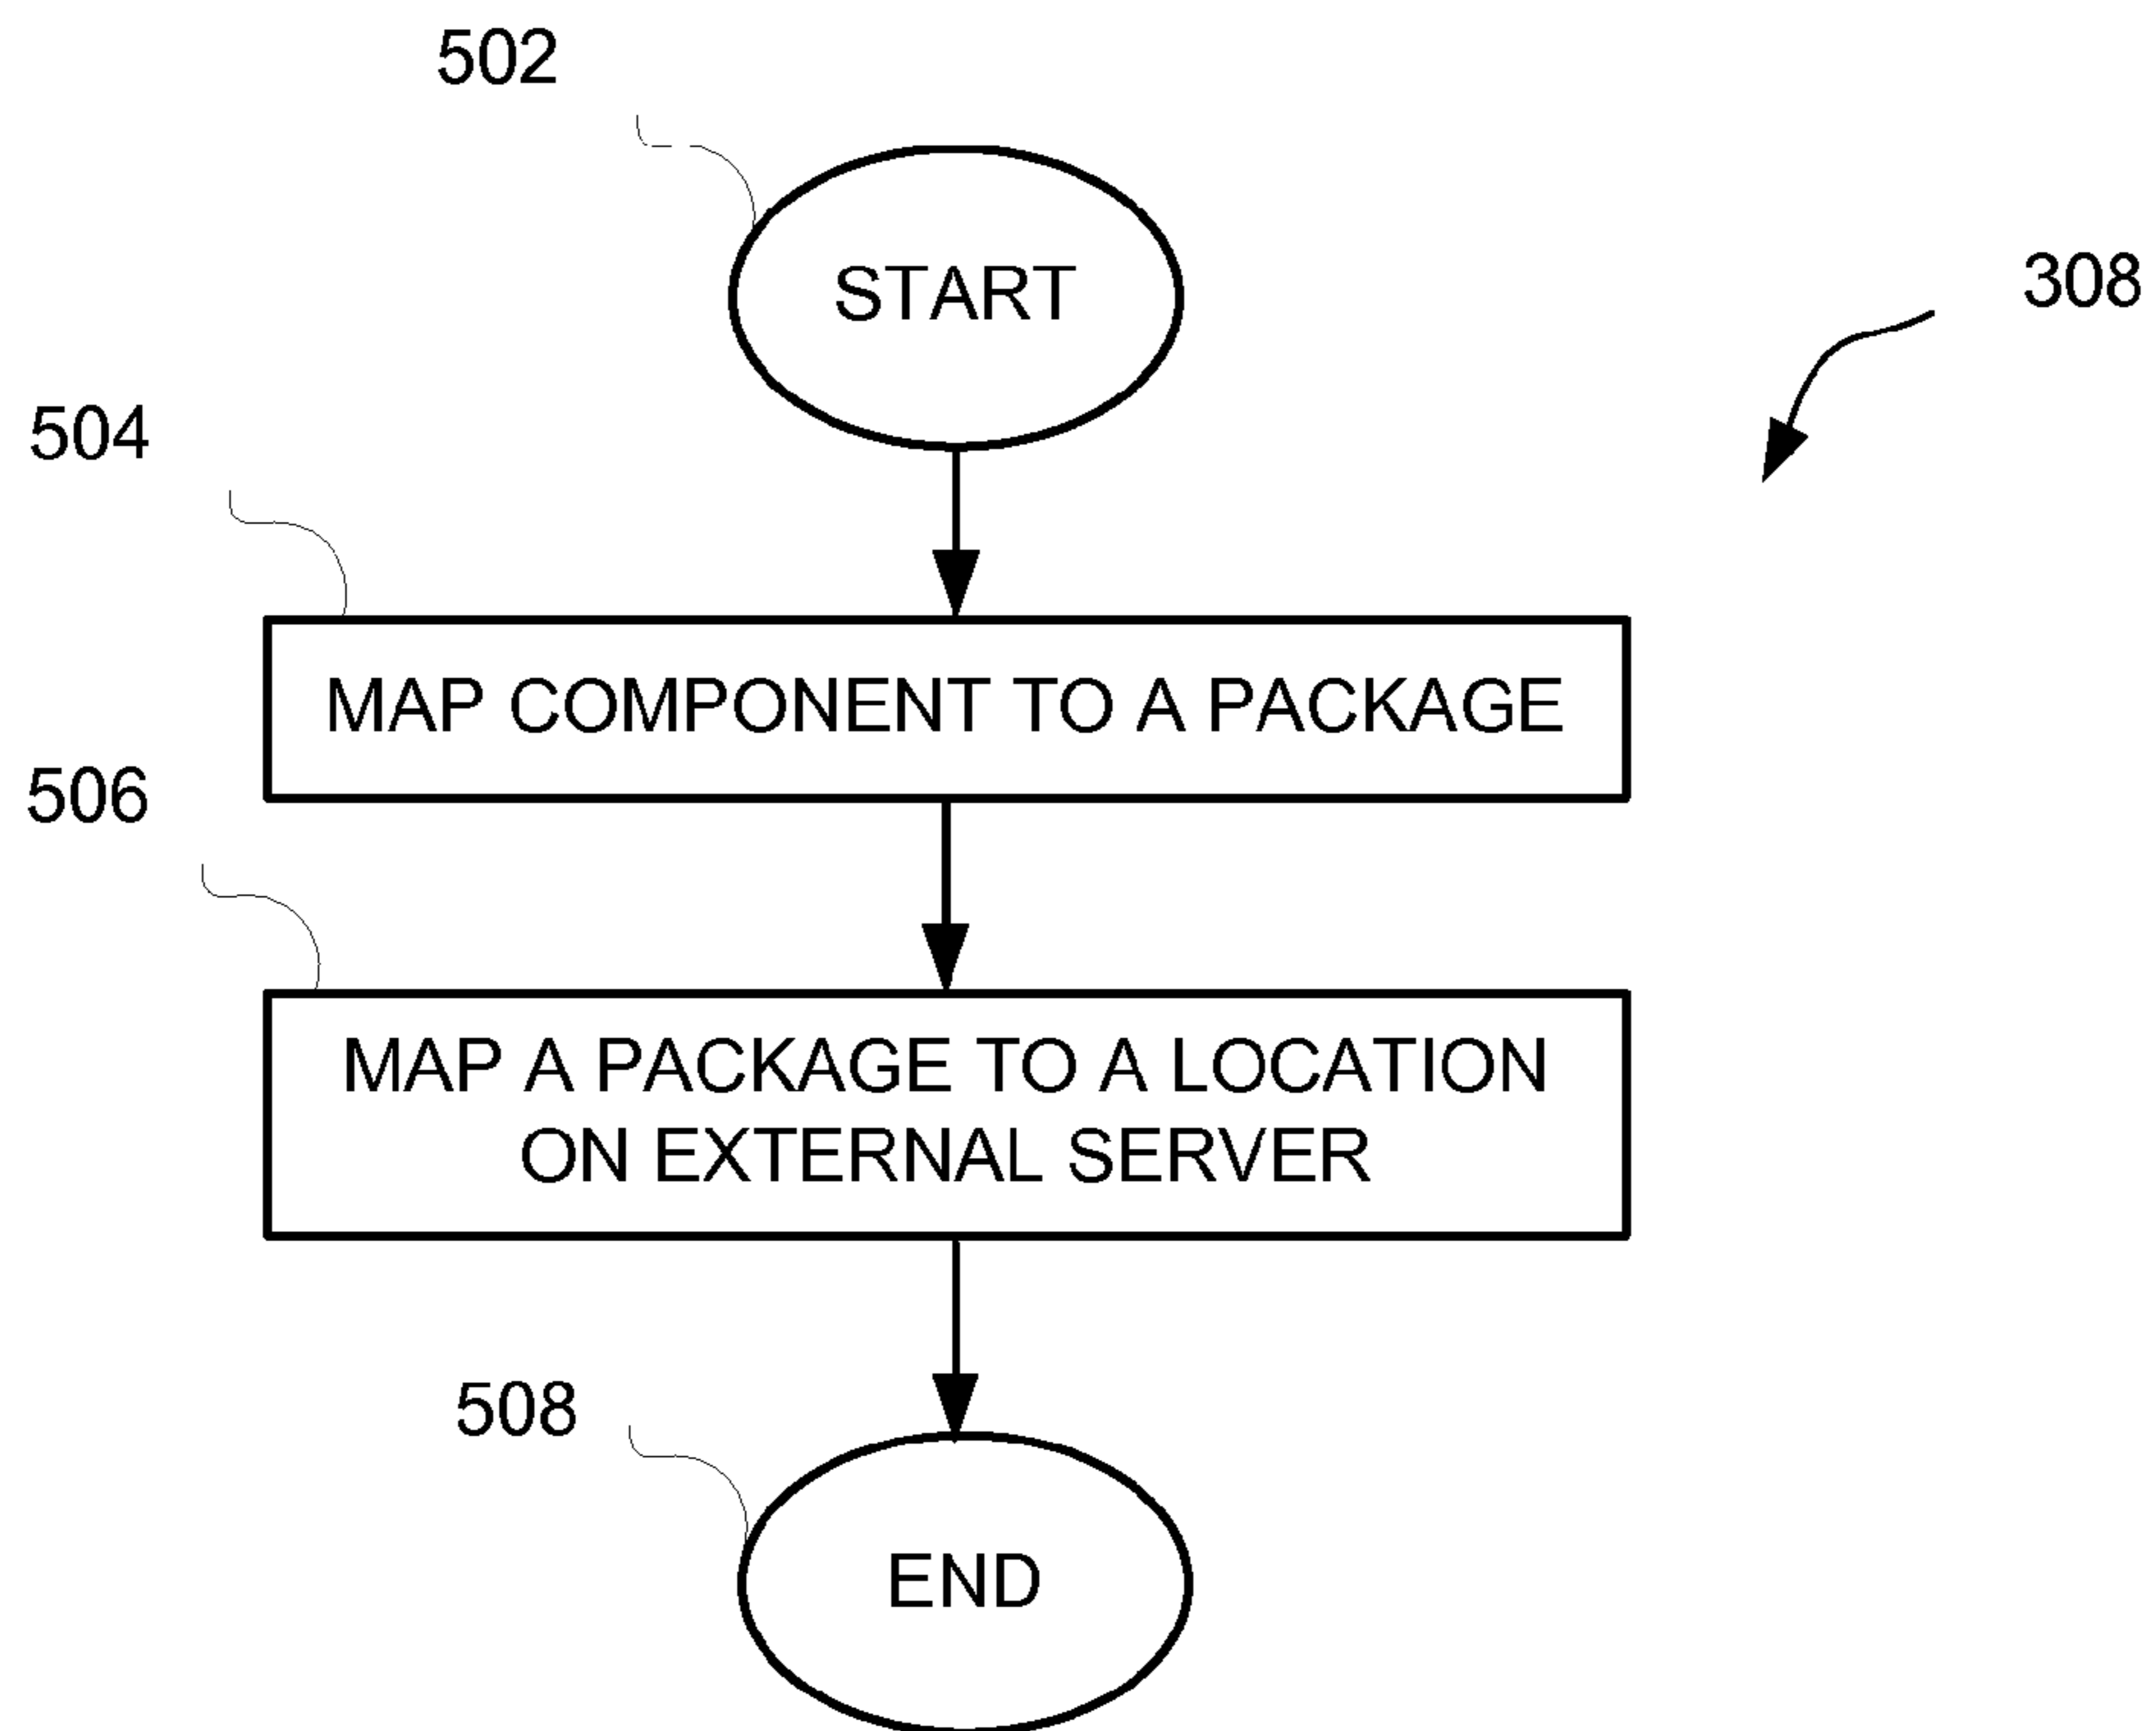 502
START
308
504
MAP COMPONENT TO A PACKAGE
506
MAP A PACKAGE TO A LOCATION
ON EXTERNAL SERVER
508
END